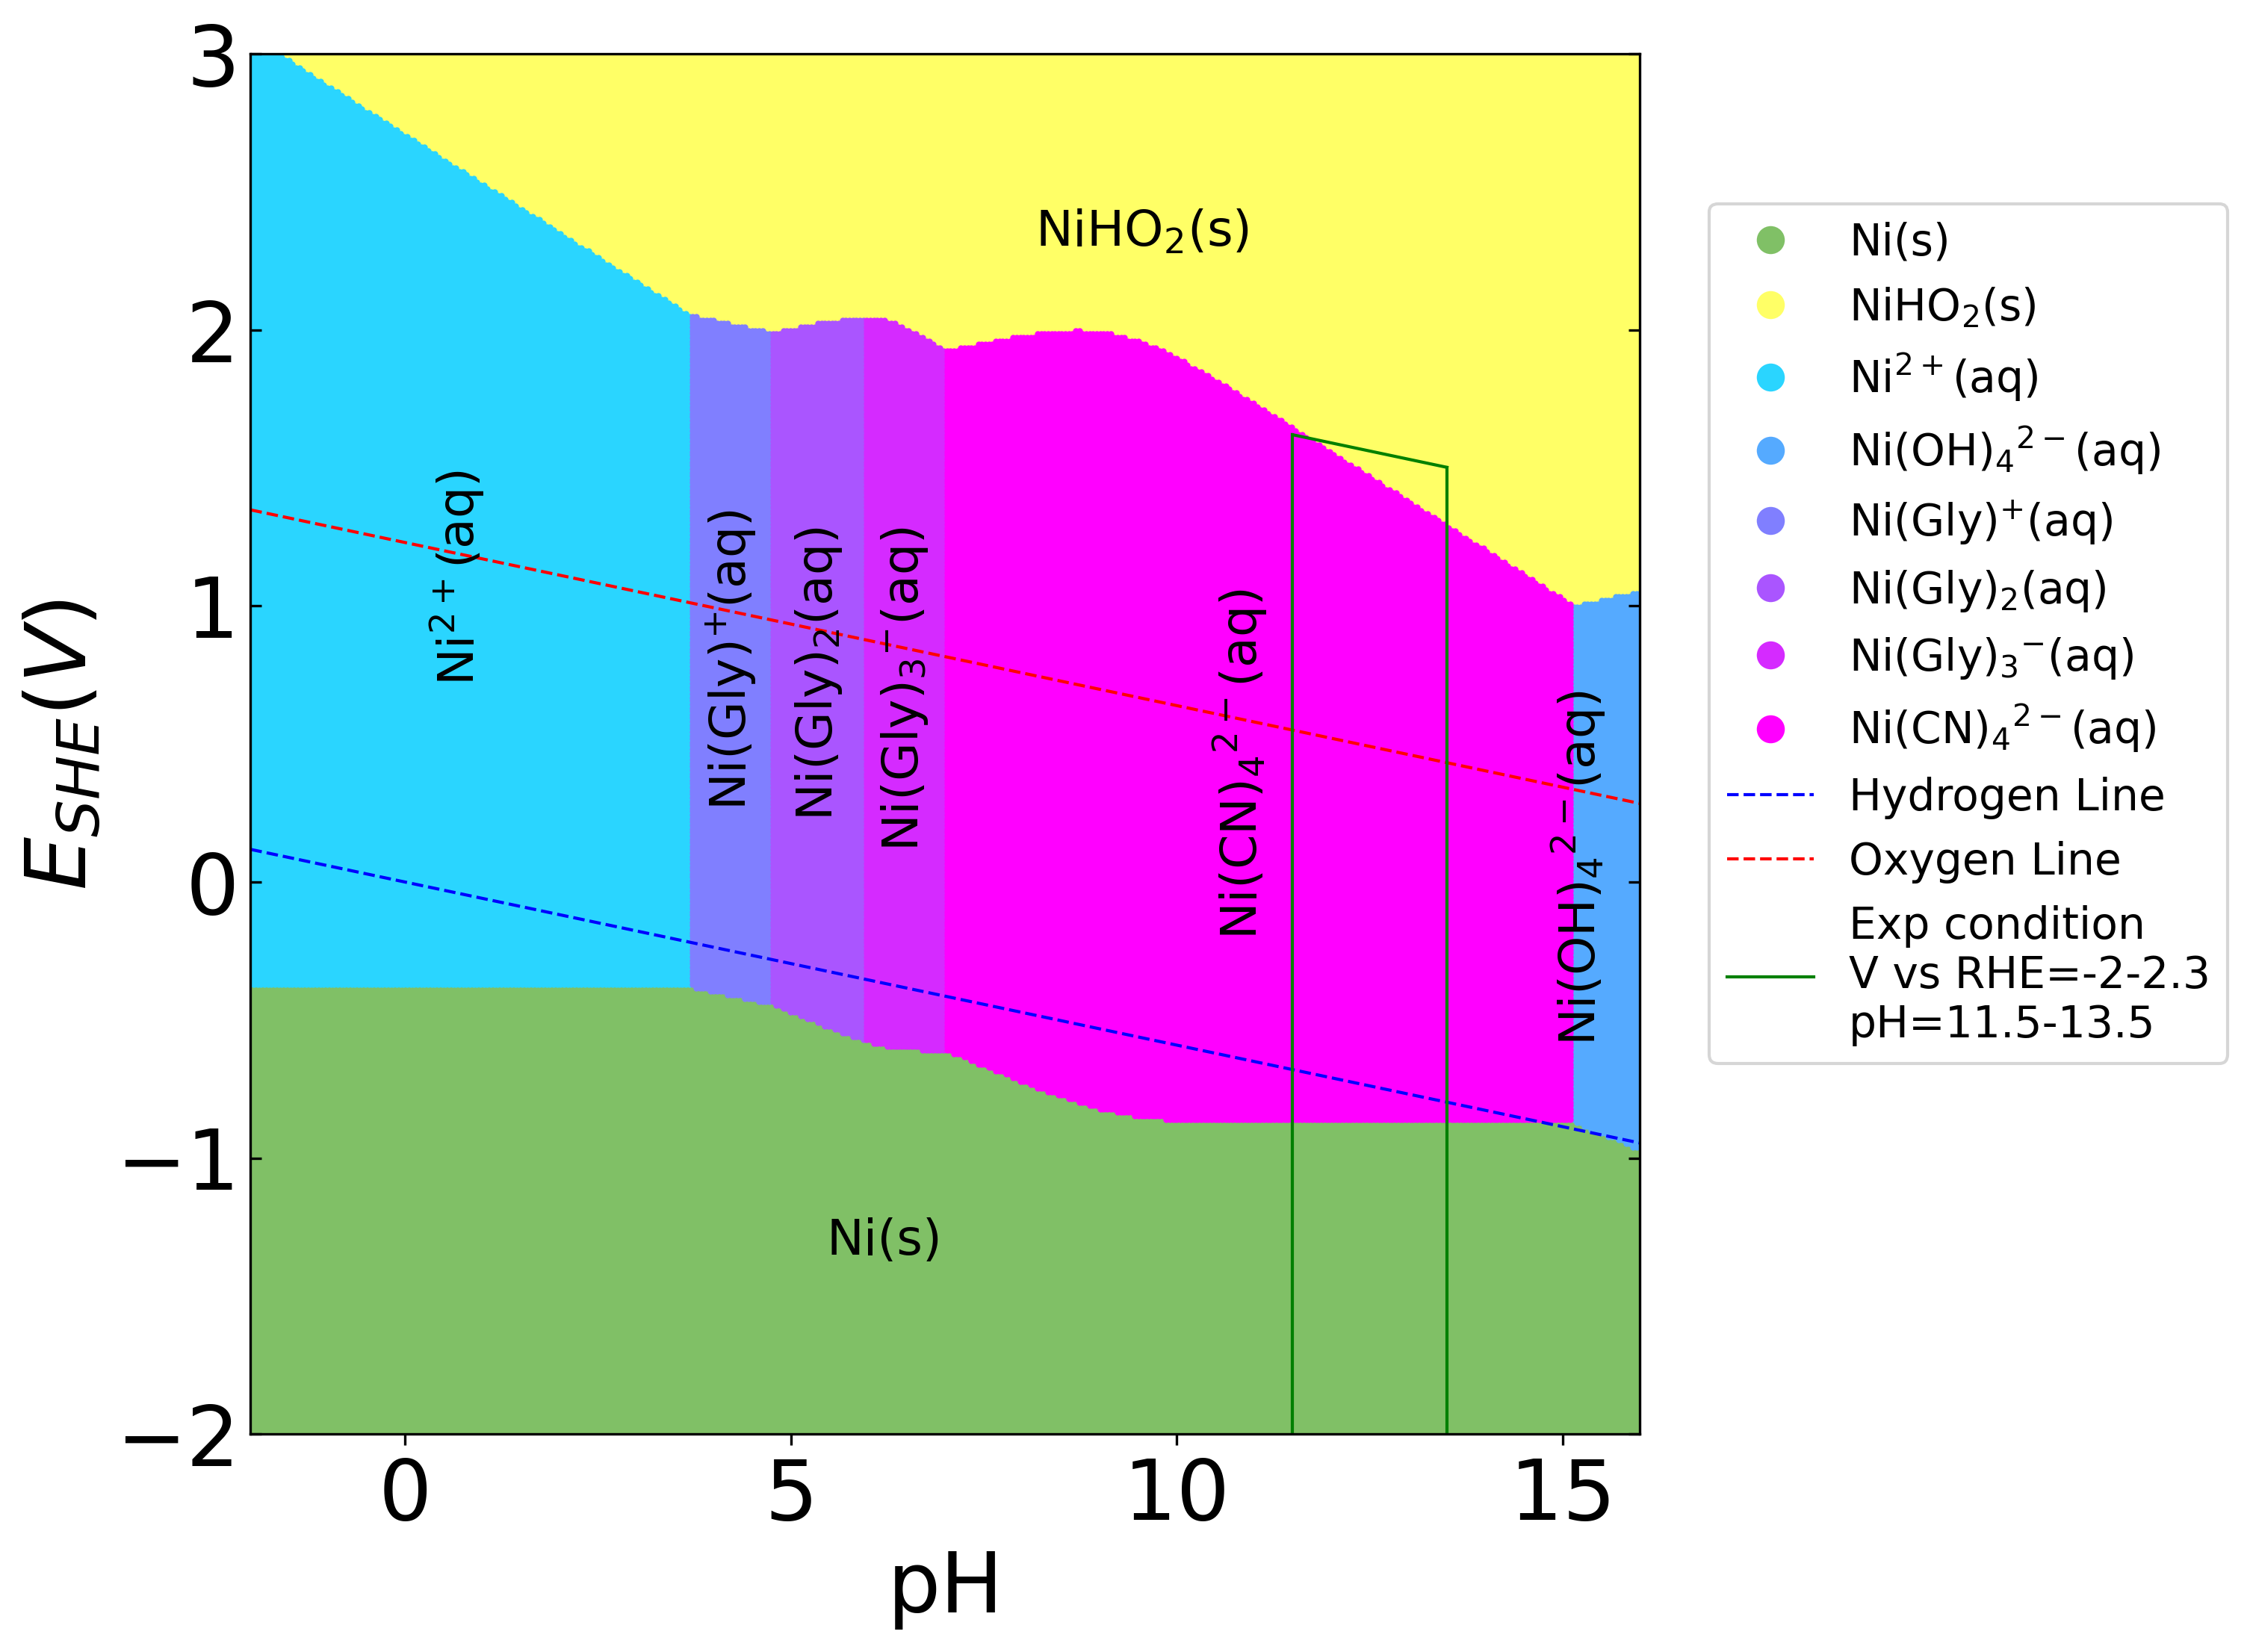 3
2
1
0
−1
−2
E_SHE(V)
0
5
10
15
pH
NiHO₂(s)
Ni²⁺(aq)
Ni(Gly)⁺(aq)
Ni(Gly)₂(aq)
Ni(Gly)₃⁻(aq)
Ni(CN)₄²⁻(aq)
Ni(OH)₄²⁻(aq)
Ni(s)
Ni(s)
NiHO₂(s)
Ni²⁺(aq)
Ni(OH)₄²⁻(aq)
Ni(Gly)⁺(aq)
Ni(Gly)₂(aq)
Ni(Gly)₃⁻(aq)
Ni(CN)₄²⁻(aq)
Hydrogen Line
Oxygen Line
Exp condition
V vs RHE=-2-2.3
pH=11.5-13.5